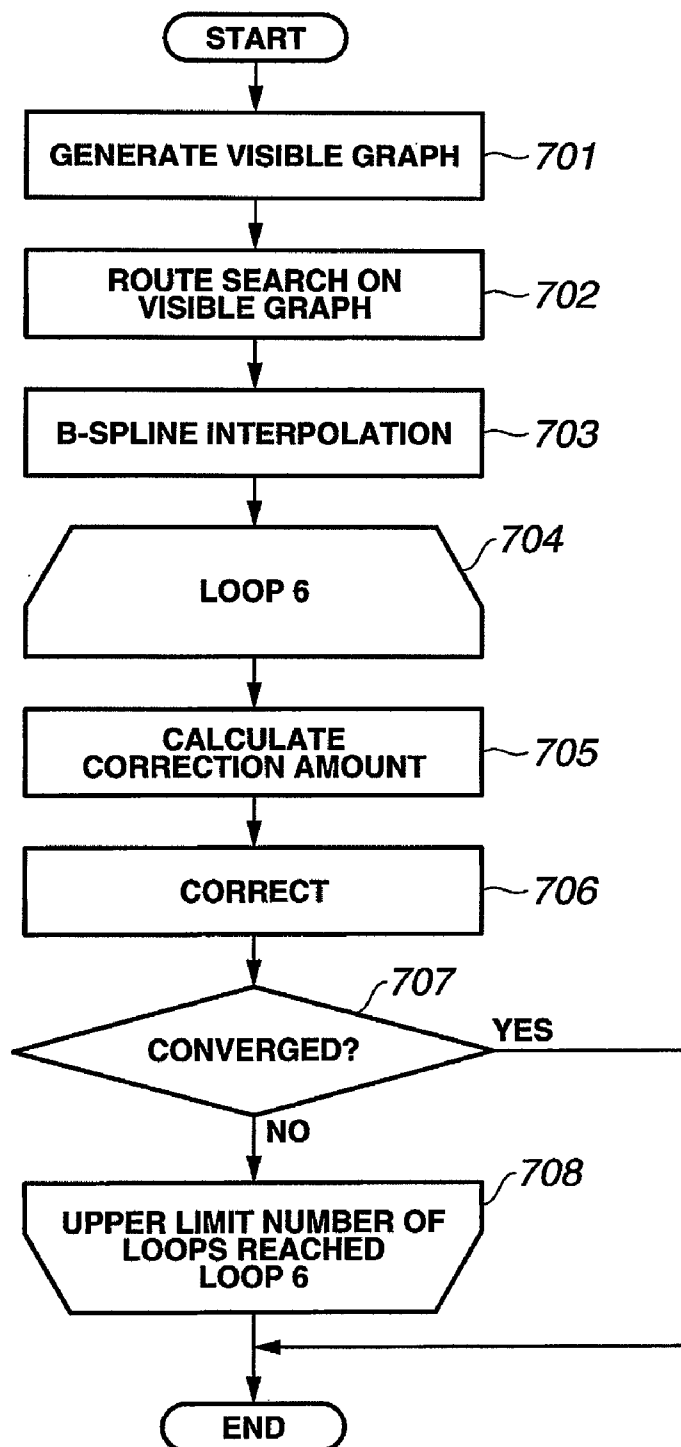 START
GENERATE VISIBLE GRAPH
701
ROUTE SEARCH ON
VISIBLE GRAPH
702
B-SPLINE INTERPOLATION
703
704
LOOP 6
CALCULATE
CORRECTION AMOUNT
705
CORRECT
706
707
CONVERGED?
YES
NO
708
UPPER LIMIT NUMBER OF
LOOPS REACHED
LOOP 6
END